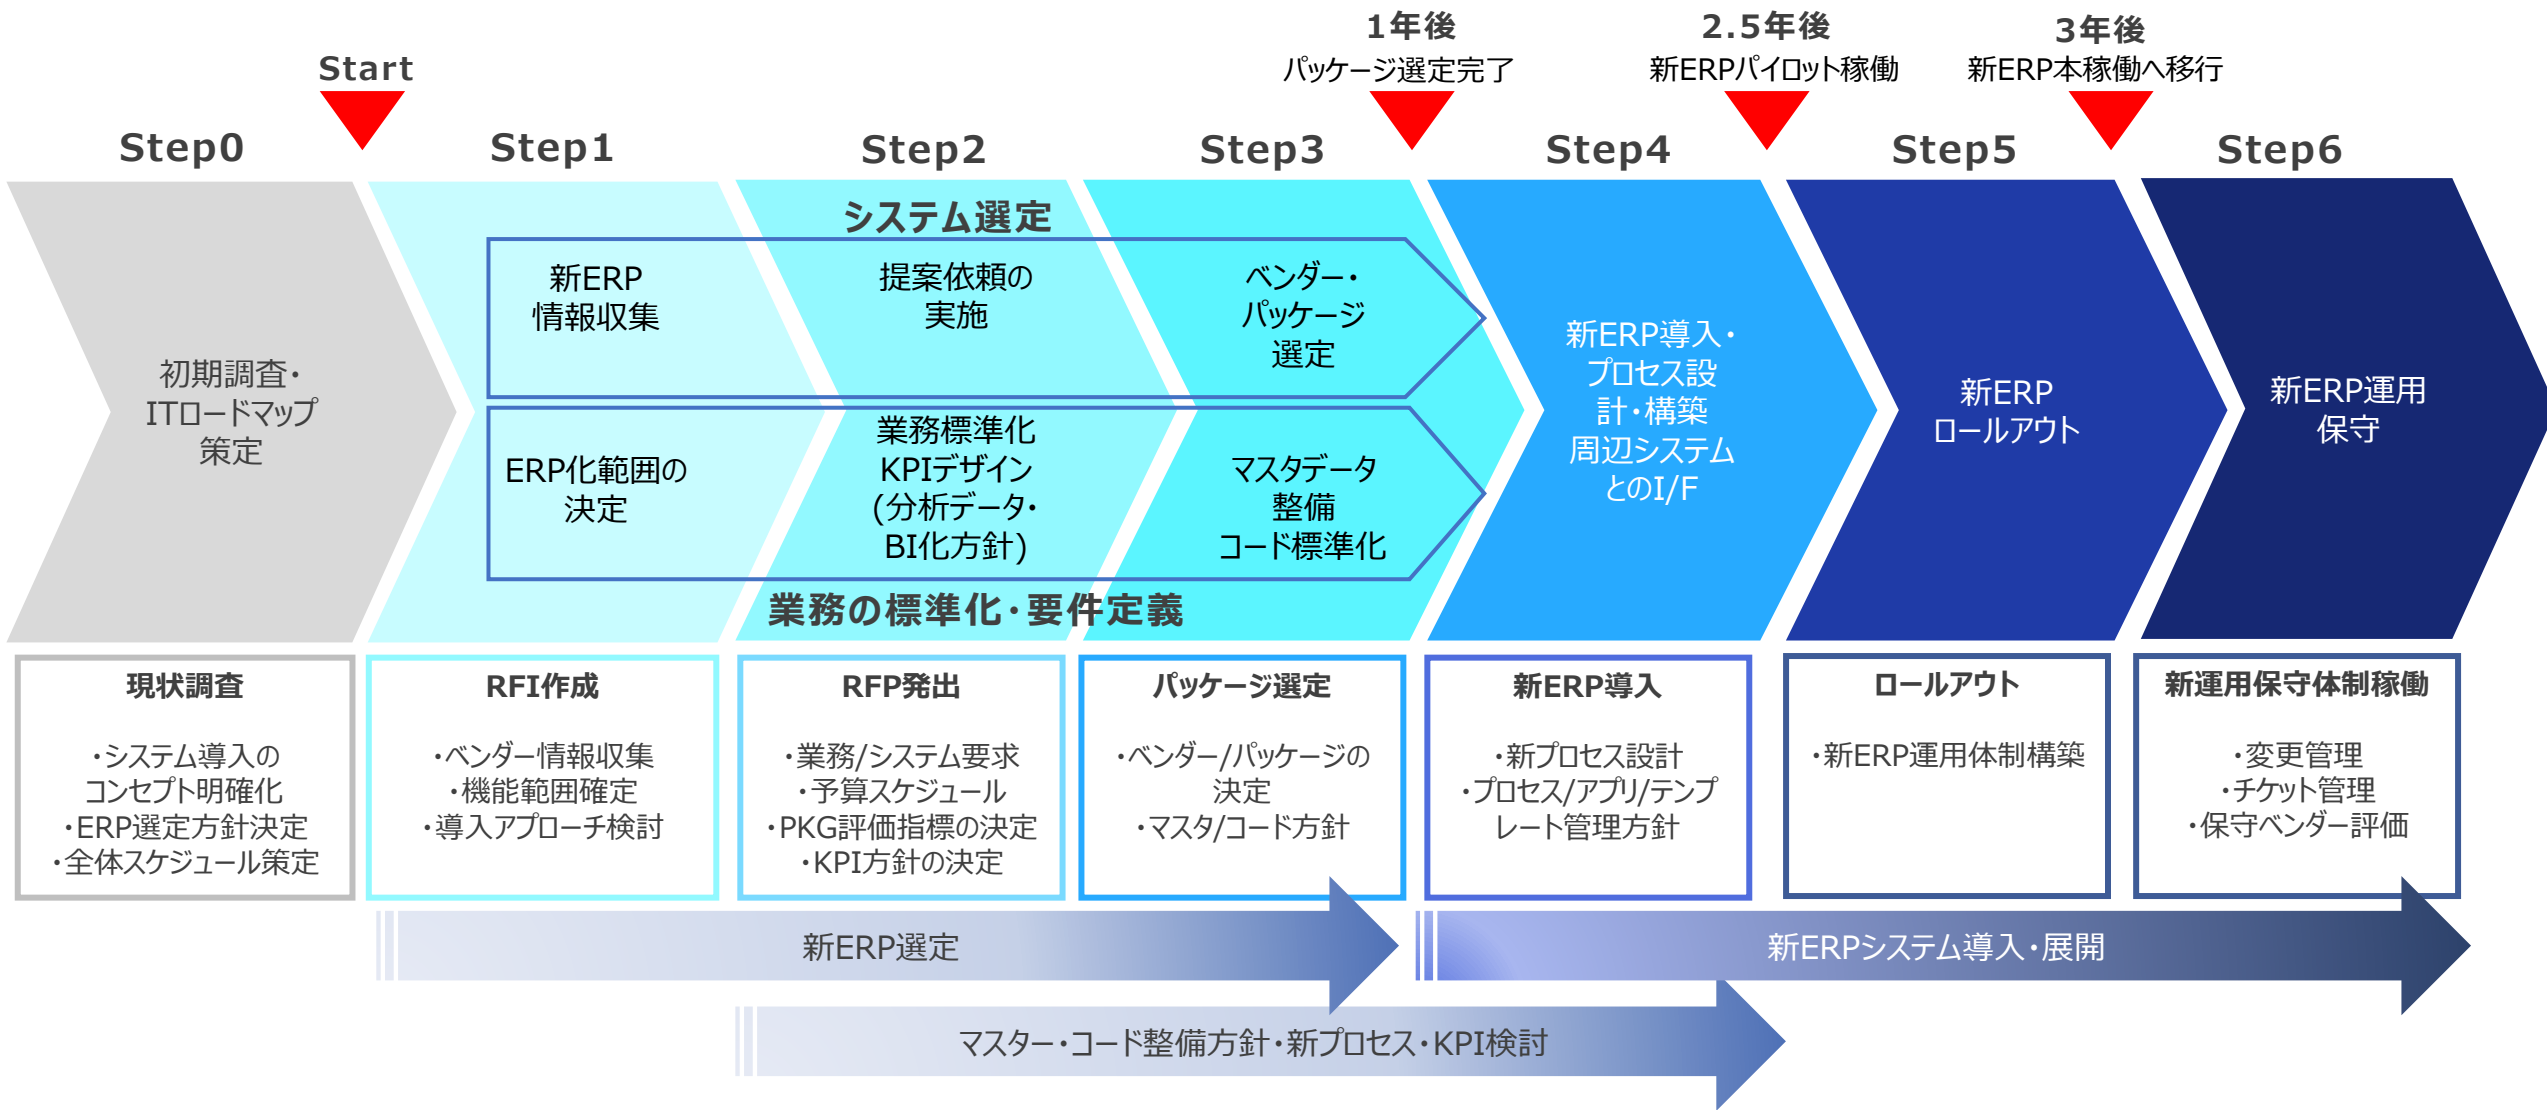 1年後
パッケージ選定完了
2.5年後
新ERPパイロット稼働
3年後
新ERP本稼働へ移行
Start
Step0
Step1
Step2
Step3
Step4
Step5
Step6
システム選定
新ERP
情報収集
提案依頼の
実施
ベンダー・
パッケージ
選定
初期調査・
ITロードマップ
策定
ERP化範囲の
決定
業務標準化
KPIデザイン
(分析データ・
BI化方針)
マスタデータ
整備
コード標準化
業務の標準化・要件定義
新ERP導入・
プロセス設
計・構築
周辺システム
とのI/F
新ERP
ロールアウト
新ERP運用
保守
現状調査
・システム導入の
コンセプト明確化
・ERP選定方針決定
・全体スケジュール策定
RFI作成
・ベンダー情報収集
・機能範囲確定
・導入アプローチ検討
RFP発出
・業務/システム要求
・予算スケジュール
・PKG評価指標の決定
・KPI方針の決定
パッケージ選定
・ベンダー/パッケージの
決定
・マスタ/コード方針
新ERP導入
・新プロセス設計
・プロセス/アプリ/テンプ
レート管理方針
ロールアウト
・新ERP運用体制構築
新運用保守体制稼働
・変更管理
・チケット管理
・保守ベンダー評価
新ERP選定
新ERPシステム導入・展開
マスター・コード整備方針・新プロセス・KPI検討